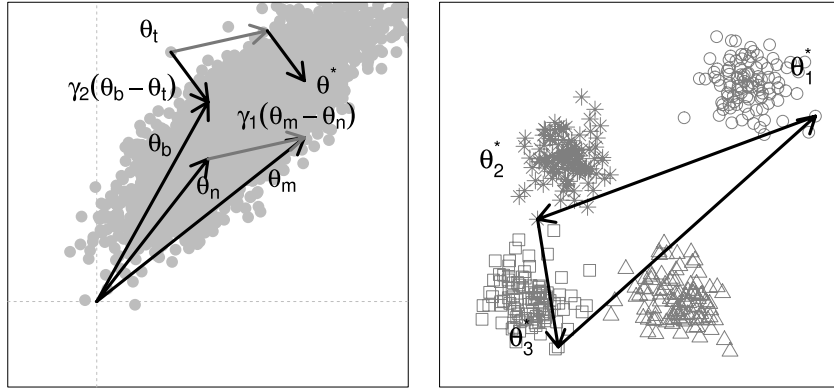 θt
θ*
γ2(θb − θt)
γ1(θm − θn)
θb
θn
θm
θ1*
θ2*
θ3*